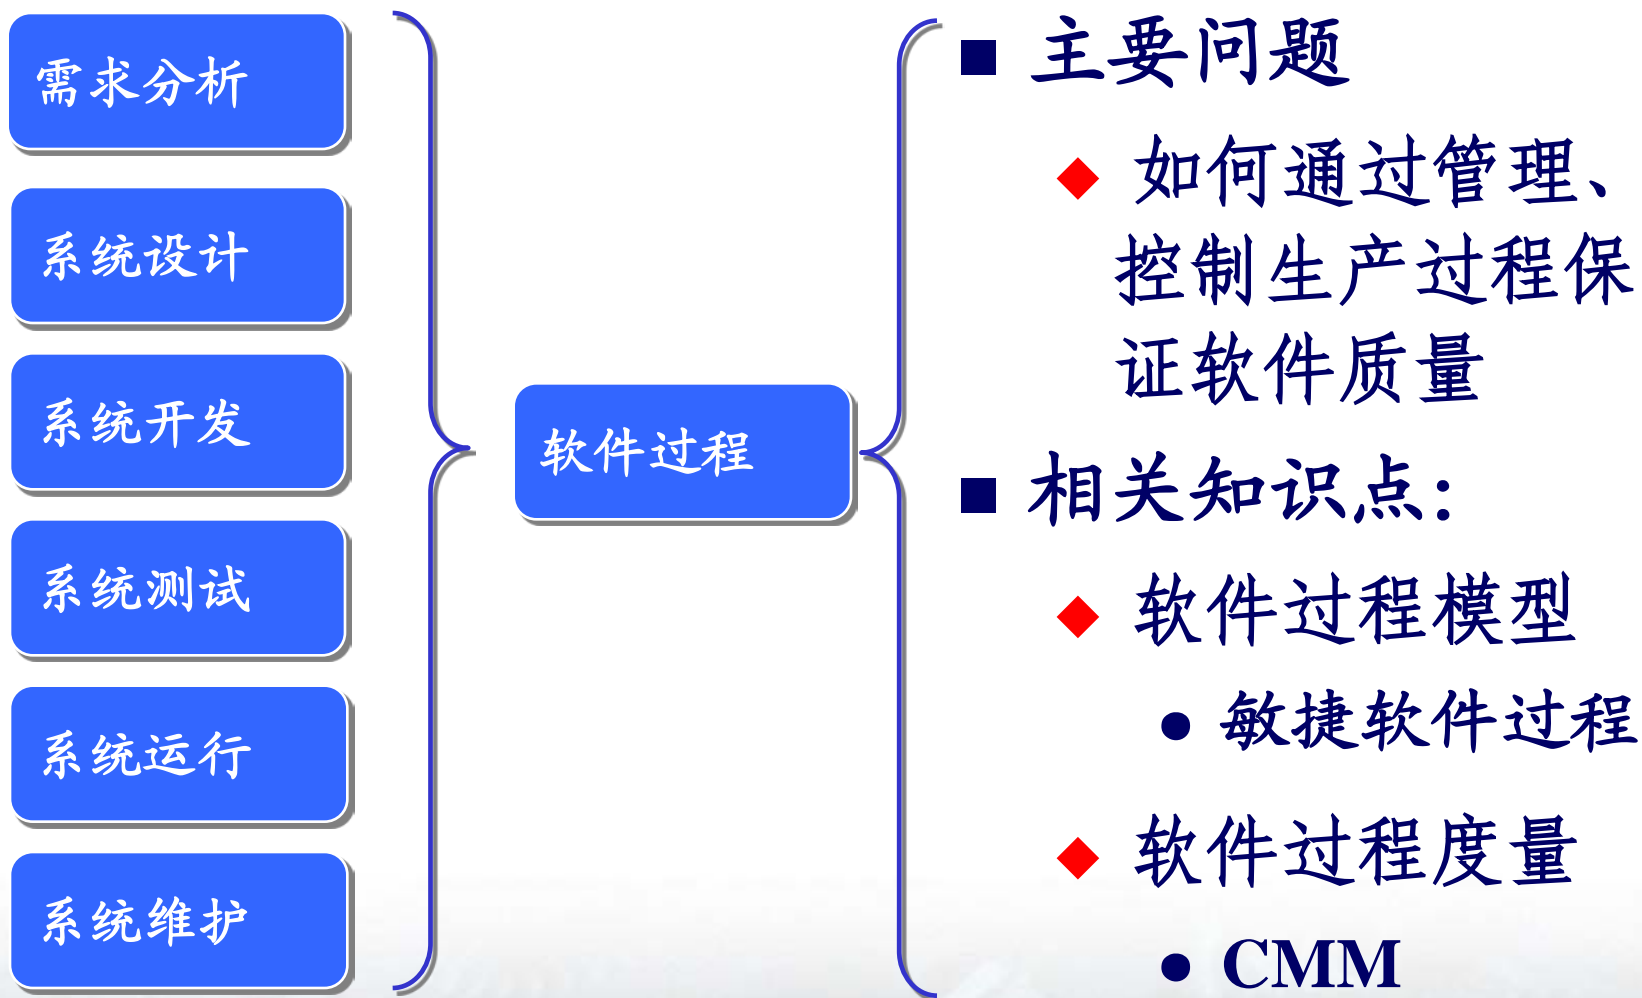 需求分析
系统设计
系统开发
系统测试
系统运行
系统维护
软件过程
主要问题
如何通过管理、
控制生产过程保
证软件质量
相关知识点：
软件过程模型
敏捷软件过程
软件过程度量
CMM